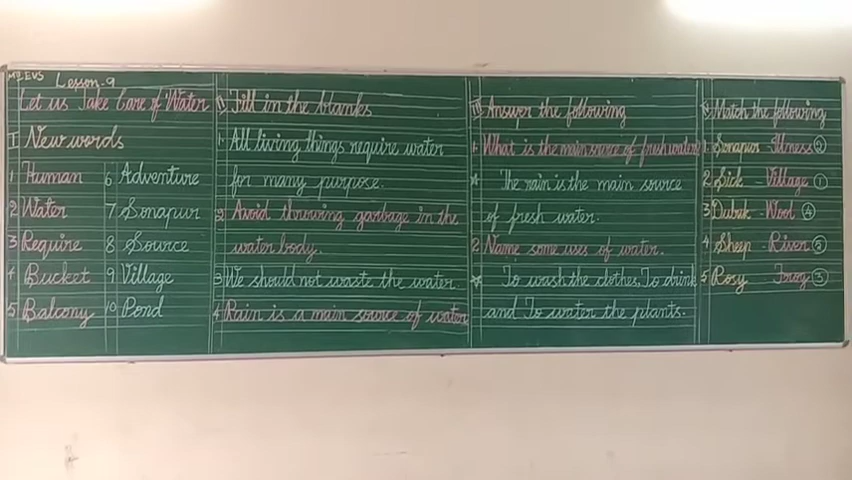 M7 EVS Lesson-9
Let us Take Care of Water
I New words
1 Human 6 Adventure
2 Water 7 Sonapur
3 Require 8 Source
4 Bucket 9 Village
5 Balcony 10 Pond
II Fill in the blanks
1. All living things require water
for many purpose.
2. Avoid throwing garbage in the
water body.
3 We should not waste the water
4 Rain is a main source of water
III Answer the following
1. What is the main source of fresh water
★ The rain is the main source
of fresh water.
2 Name some uses of water.
★ To wash the clothes, To drink
and To water the plants.
Match the following
1. Sonapur - Illness ②
2 Sick - Village ①
3 Dubuk - Wool ④
4 Sheep - River ⑤
5 Rosy Frog ③